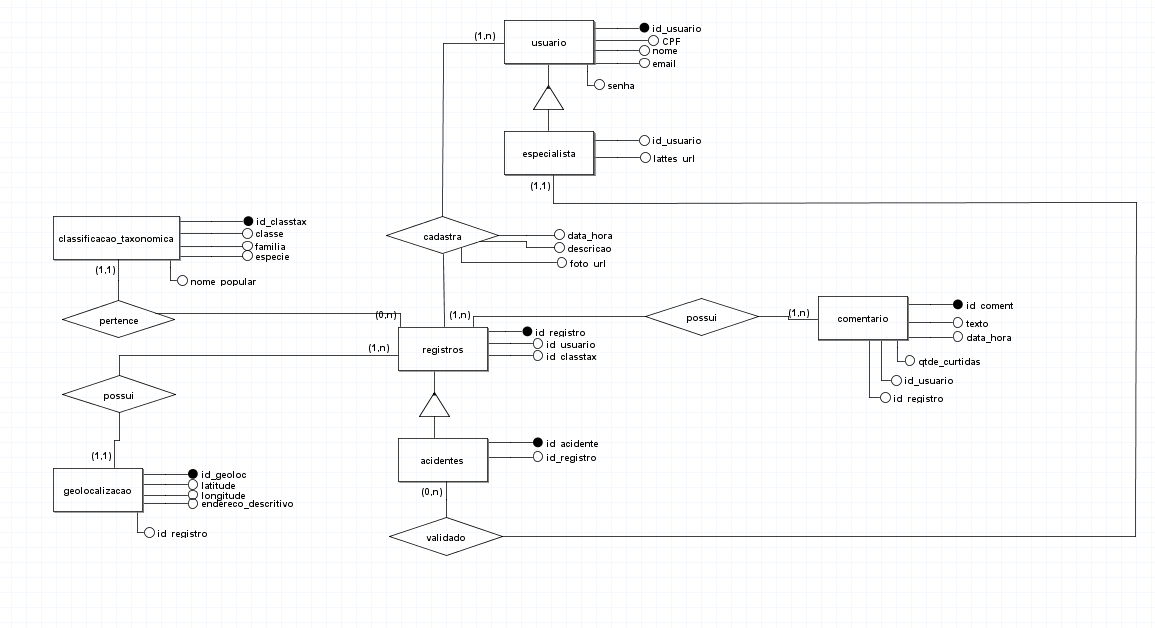 usuario
(1,n)
id_usuario
CPF
nome
email
senha
especialista
id_usuario
lattes_url
(1,1)
cadastra
data_hora
descricao
foto_url
classificacao_taxonomica
id_classtax
classe
familia
especie
nome_popular
(1,1)
pertence
(0,n)
(1,n)
registros
id_registro
id_usuario
id_classtax
(1,n)
possui
(1,n)
comentario
id_coment
texto
data_hora
qtde_curtidas
id_usuario
id_registro
possui
(1,1)
geolocalizacao
id_geoloc
latitude
longitude
endereco_descritivo
id_registro
acidentes
id_acidente
id_registro
(0,n)
validado